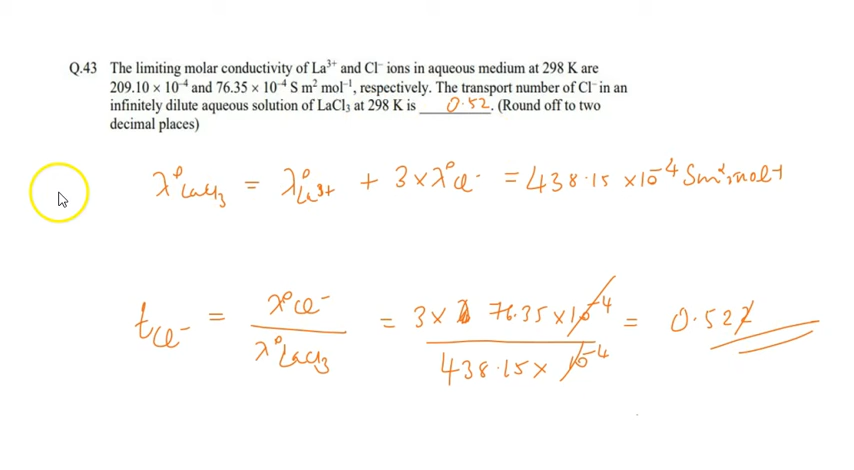 Q.43 The limiting molar conductivity of La³⁺ and Cl⁻ ions in aqueous medium at 298 K are
209.10 × 10⁻⁴ and 76.35 × 10⁻⁴ S m² mol⁻¹, respectively. The transport number of Cl⁻ in an
infinitely dilute aqueous solution of LaCl₃ at 298 K is 0.52. (Round off to two
decimal places)
λ°LaCl₃ = λ°La³⁺ + 3 × λ°Cl⁻ = 438.15 × 10⁻⁴ Sm² mol⁻¹
tCl⁻ = λ°Cl⁻ / λ°LaCl₃ = 3 × 76.35 × 10⁻⁴ / 438.15 × 10⁻⁴ = 0.52